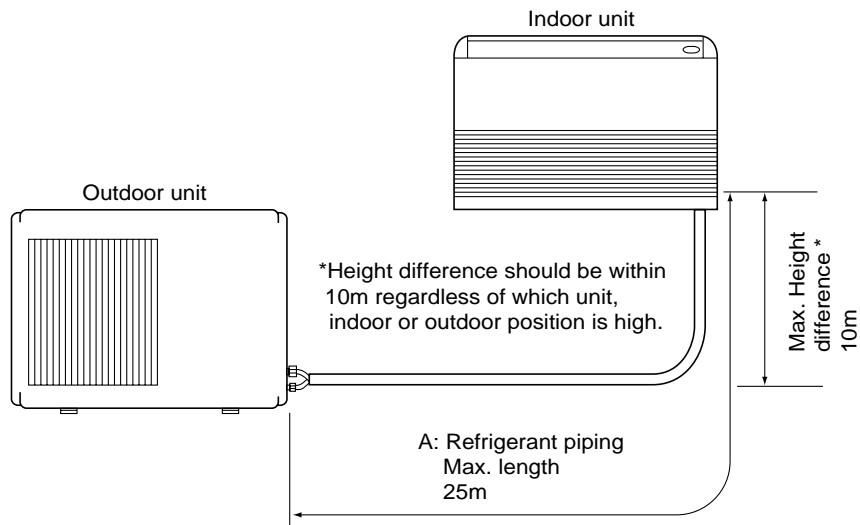 Indoor unit
Outdoor unit
*Height difference should be within
10m regardless of which unit,
indoor or outdoor position is high.
Max. Height
difference *
10m
A: Refrigerant piping
Max. length
25m